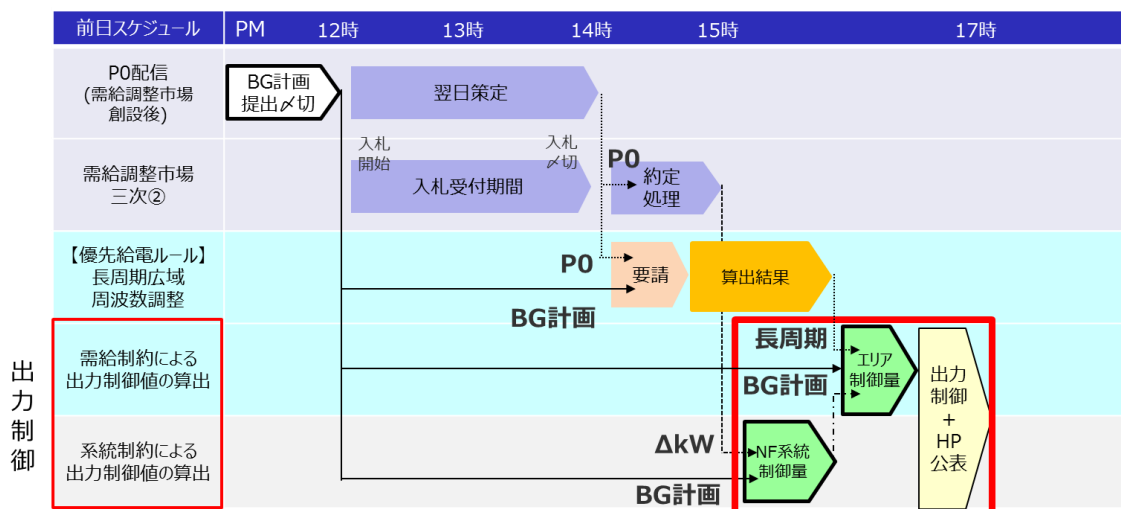 前日スケジュール PM 12時 13時 14時 15時 17時
P0配信
(需給調整市場
創設後)
BG計画
提出〆切
翌日策定
需給調整市場
三次②
入札
開始
入札受付期間
入札
〆切
P0
約定
処理
【優先給電ルール】
長周期広域
周波数調整
P0
BG計画
要請
算出結果
出力制御
需給制約による
出力制御値の算出
長周期
BG計画
エリア
制御量
出力
制御
+
HP
公表
系統制約による
出力制御値の算出
ΔkW
BG計画
NF系統
制御量